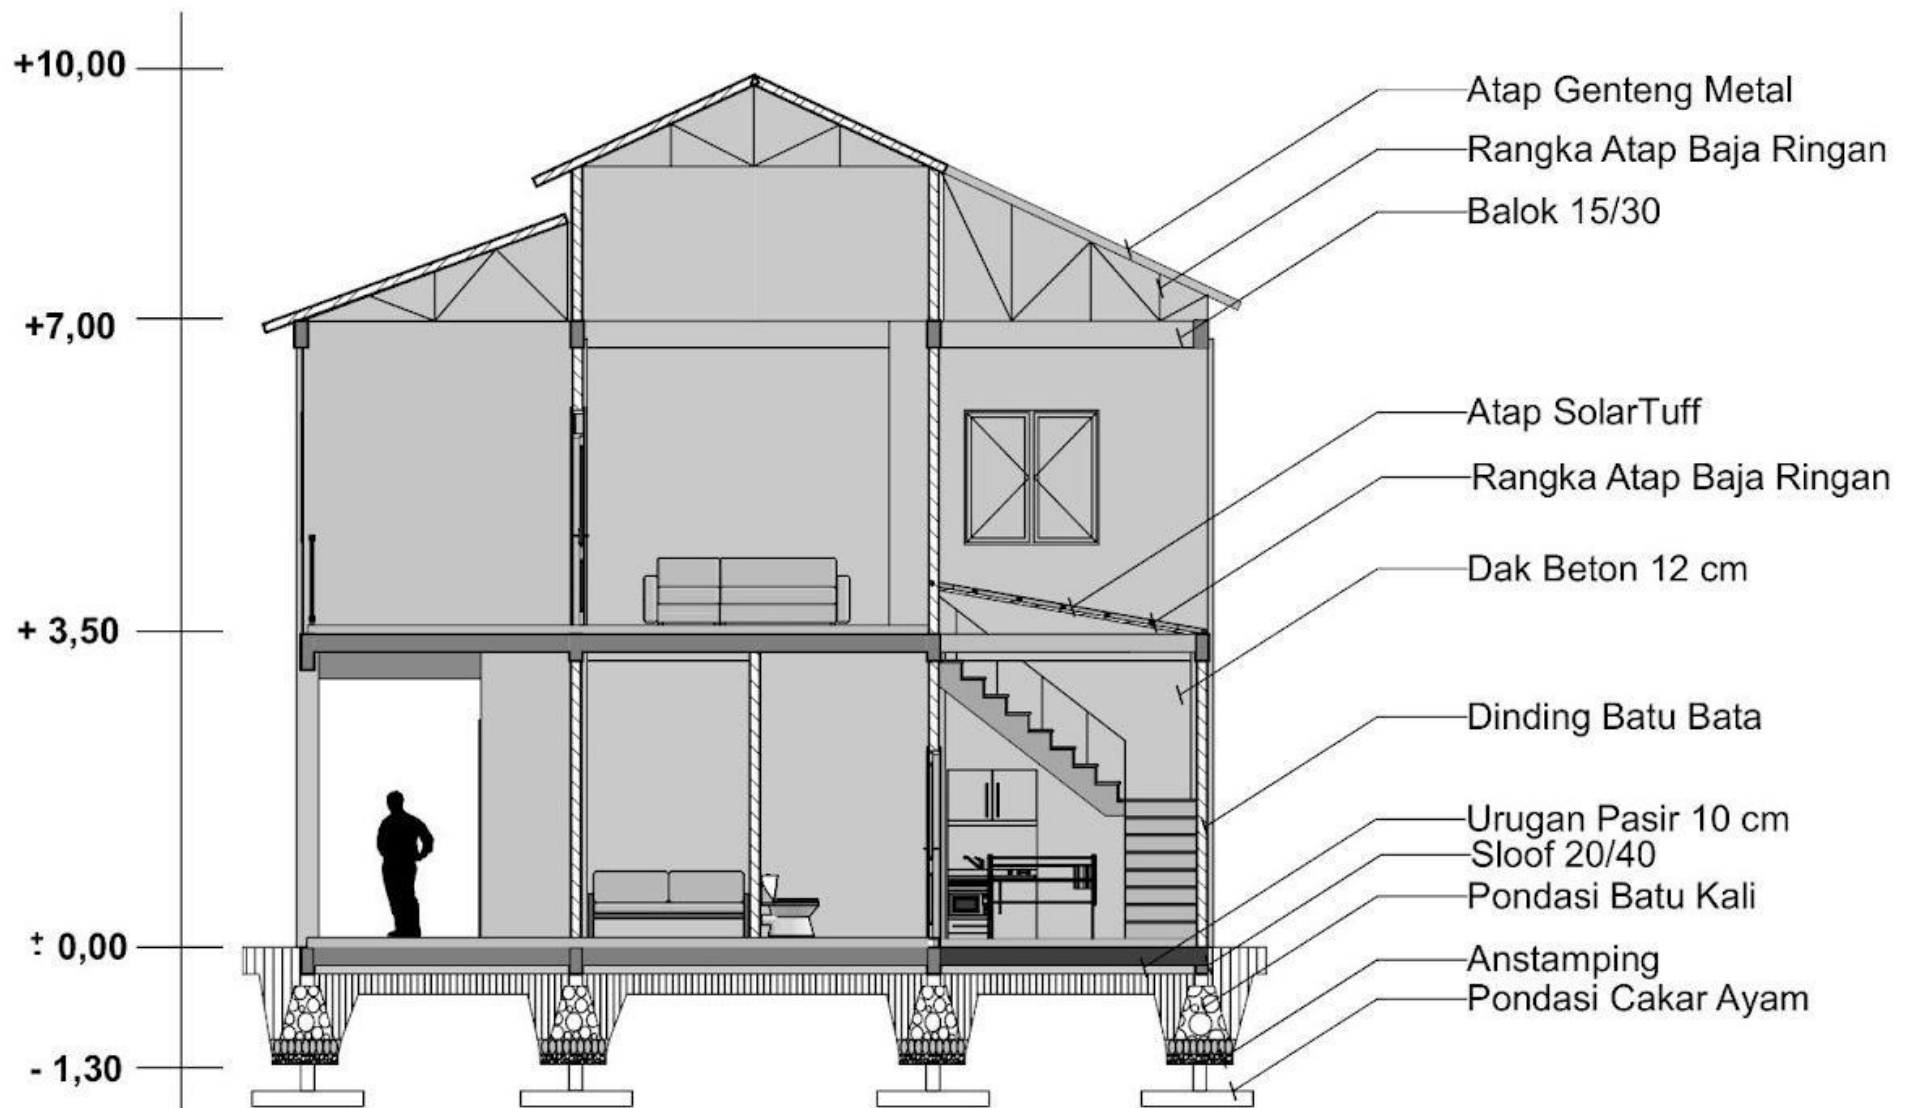 +10,00
+7,00
+ 3,50
± 0,00
- 1,30
Atap Genteng Metal
Rangka Atap Baja Ringan
Balok 15/30
Atap SolarTuff
Rangka Atap Baja Ringan
Dak Beton 12 cm
Dinding Batu Bata
Urugan Pasir 10 cm
Sloof 20/40
Pondasi Batu Kali
Anstamping
Pondasi Cakar Ayam